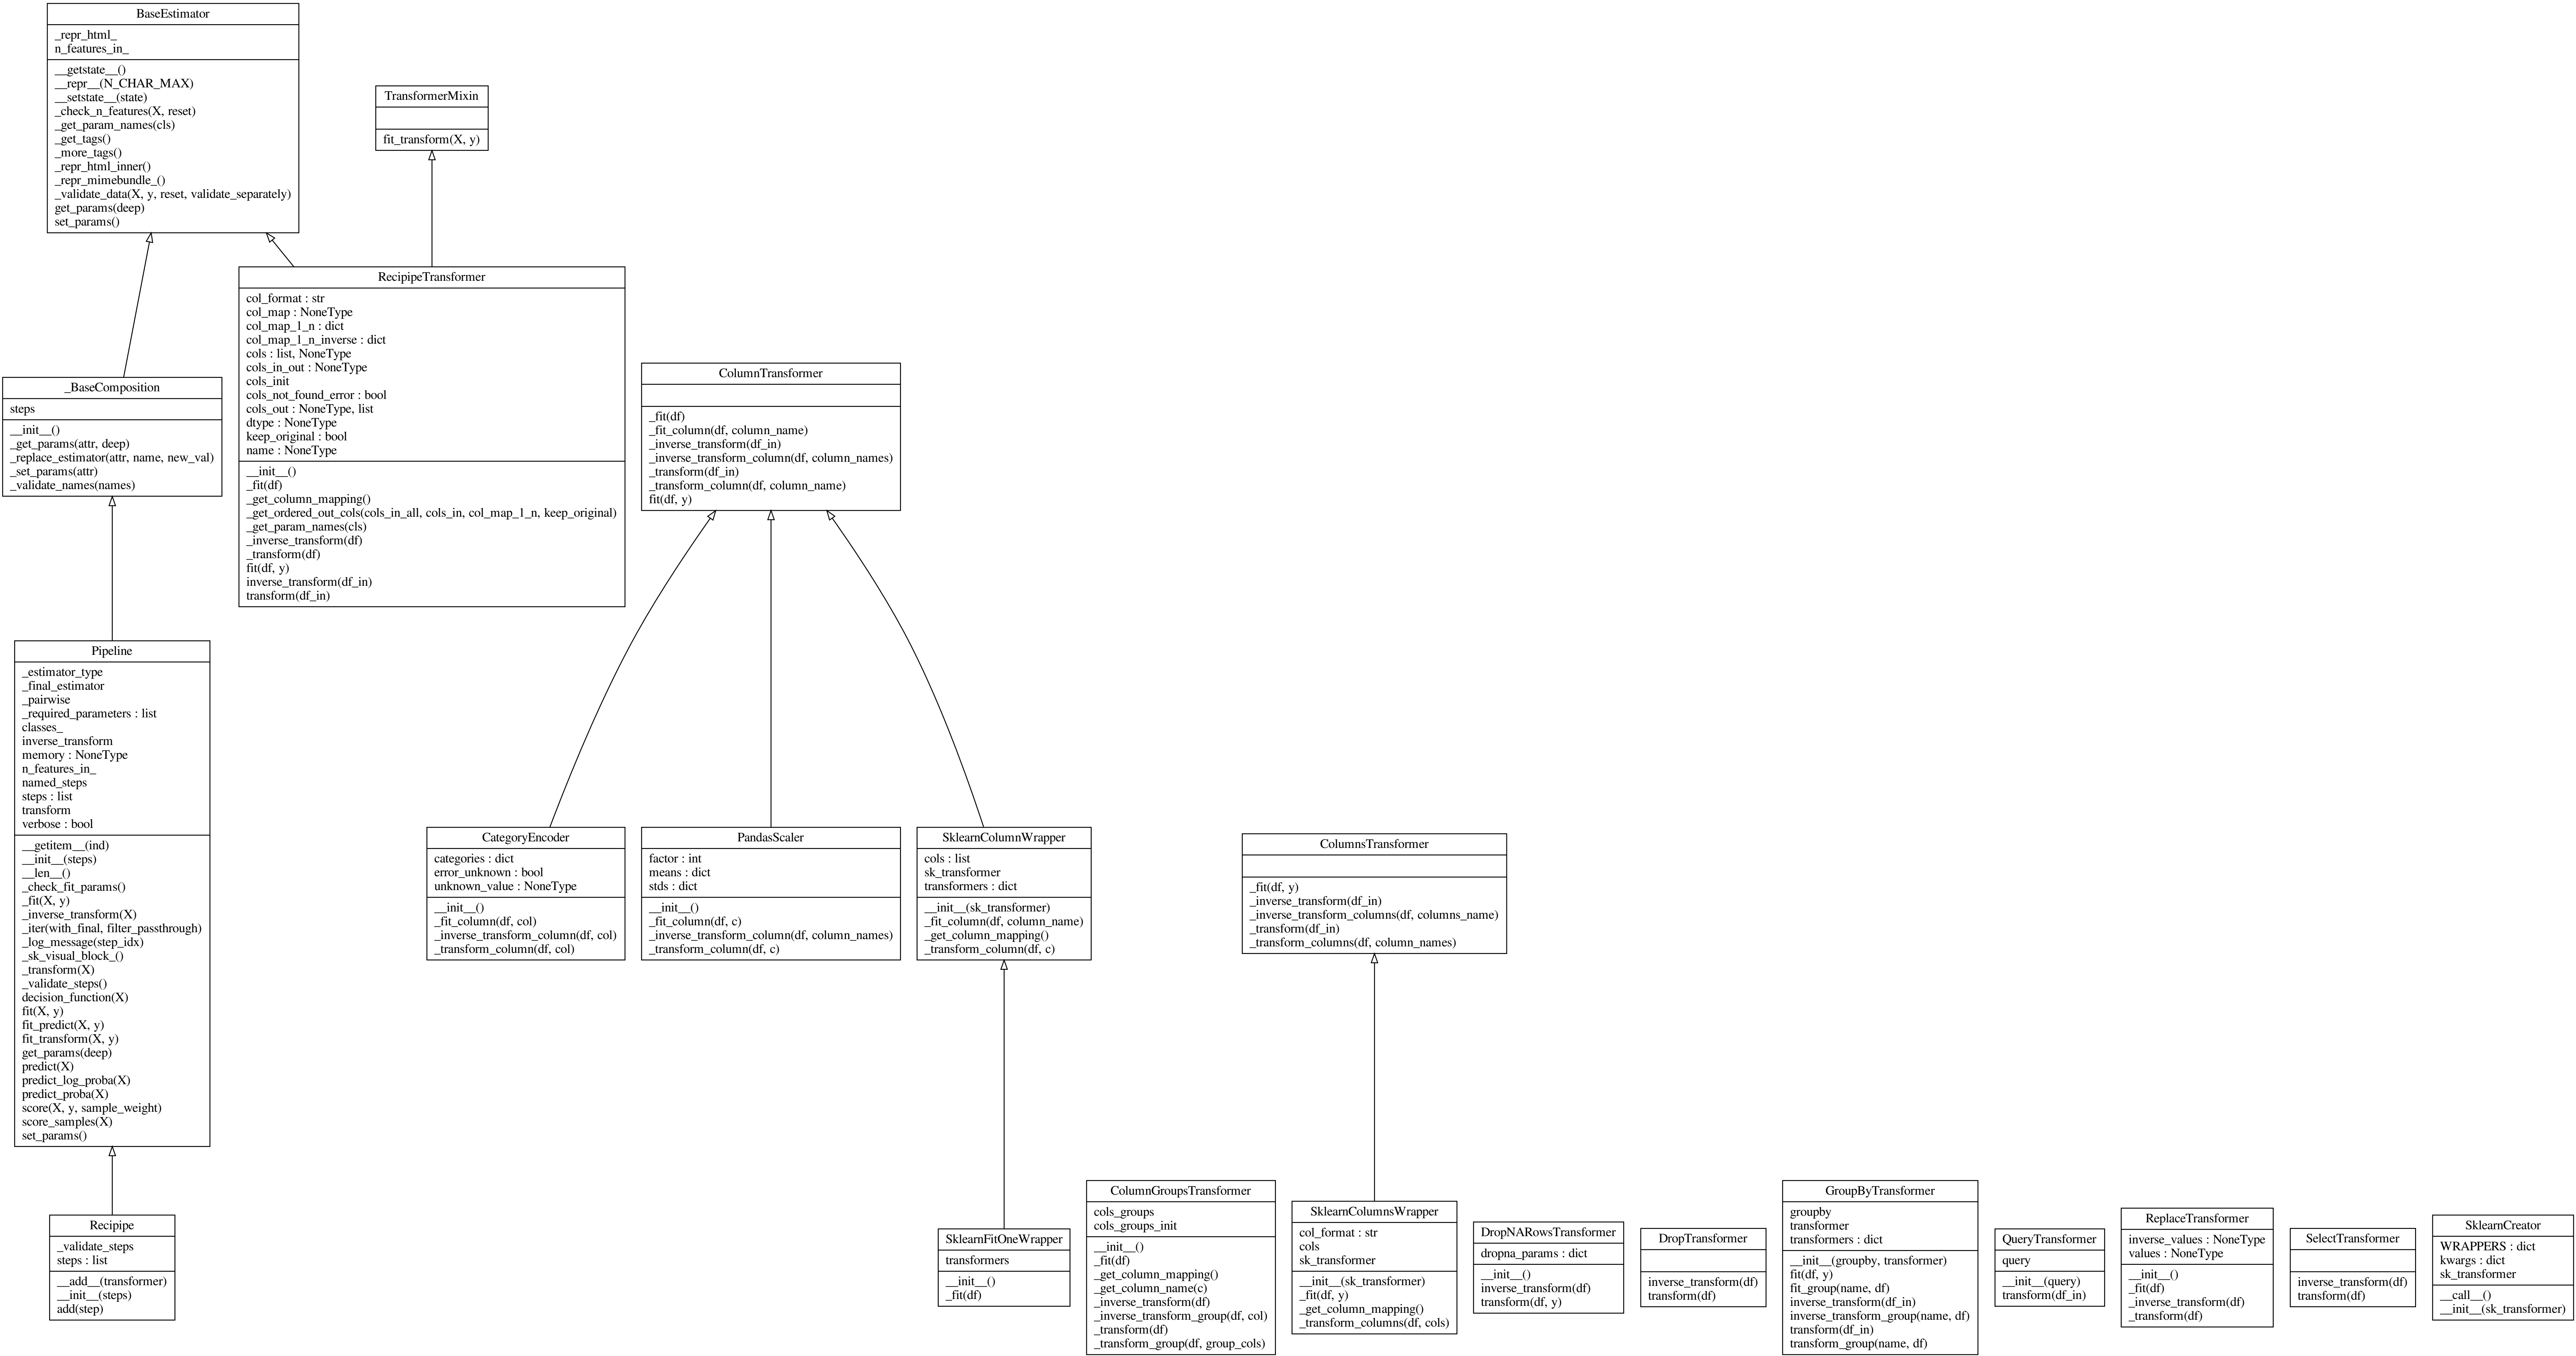 BaseEstimator
_repr_html_
n_features_in_
__getstate__()
__repr__(N_CHAR_MAX)
__setstate__(state)
_check_n_features(X, reset)
_get_param_names(cls)
_get_tags()
_more_tags()
_repr_html_inner()
_repr_mimebundle_()
_validate_data(X, y, reset, validate_separately)
get_params(deep)
set_params()
TransformerMixin
fit_transform(X, y)
RecipipeTransformer
col_format : str
col_map : NoneType
col_map_1_n : dict
col_map_1_n_inverse : dict
cols : list, NoneType
cols_in_out : NoneType
cols_init
cols_not_found_error : bool
cols_out : NoneType, list
dtype : NoneType
keep_original : bool
name : NoneType
__init__()
_fit(df)
_get_column_mapping()
_get_ordered_out_cols(cols_in_all, cols_in, col_map_1_n, keep_original)
_get_param_names(cls)
_inverse_transform(df)
_transform(df)
fit(df, y)
inverse_transform(df_in)
transform(df_in)
_BaseComposition
steps
__init__()
_get_params(attr, deep)
_replace_estimator(attr, name, new_val)
_set_params(attr)
_validate_names(names)
ColumnTransformer
_fit(df)
_fit_column(df, column_name)
_inverse_transform(df_in)
_inverse_transform_column(df, column_names)
_transform(df_in)
_transform_column(df, column_name)
fit(df, y)
Pipeline
_estimator_type
_final_estimator
_pairwise
_required_parameters : list
classes_
inverse_transform
memory : NoneType
n_features_in_
named_steps
steps : list
transform
verbose : bool
__getitem__(ind)
__init__(steps)
__len__()
_check_fit_params()
_fit(X, y)
_inverse_transform(X)
_iter(with_final, filter_passthrough)
_log_message(step_idx)
_sk_visual_block_()
_transform(X)
_validate_steps()
decision_function(X)
fit(X, y)
fit_predict(X, y)
fit_transform(X, y)
get_params(deep)
predict(X)
predict_log_proba(X)
predict_proba(X)
score(X, y, sample_weight)
score_samples(X)
set_params()
CategoryEncoder
categories : dict
error_unknown : bool
unknown_value : NoneType
__init__()
_fit_column(df, col)
_inverse_transform_column(df, col)
_transform_column(df, col)
PandasScaler
factor : int
means : dict
stds : dict
__init__()
_fit_column(df, c)
_inverse_transform_column(df, column_names)
_transform_column(df, c)
SklearnColumnWrapper
cols : list
sk_transformer
transformers : dict
__init__(sk_transformer)
_fit_column(df, column_name)
_get_column_mapping()
_transform_column(df, c)
ColumnsTransformer
_fit(df, y)
_inverse_transform(df_in)
_inverse_transform_columns(df, columns_name)
_transform(df_in)
_transform_columns(df, column_names)
Recipipe
_validate_steps
steps : list
__add__(transformer)
__init__(steps)
add(step)
SklearnFitOneWrapper
transformers
__init__()
_fit(df)
ColumnGroupsTransformer
cols_groups
cols_groups_init
__init__()
_fit(df)
_get_column_mapping()
_get_column_name(c)
_inverse_transform(df)
_inverse_transform_group(df, col)
_transform(df)
_transform_group(df, group_cols)
SklearnColumnsWrapper
col_format : str
cols
sk_transformer
__init__(sk_transformer)
_fit(df, y)
_get_column_mapping()
_transform_columns(df, cols)
DropNARowsTransformer
dropna_params : dict
__init__()
inverse_transform(df)
transform(df, y)
DropTransformer
inverse_transform(df)
transform(df)
GroupByTransformer
groupby
transformer
transformers : dict
__init__(groupby, transformer)
fit(df, y)
fit_group(name, df)
inverse_transform(df_in)
inverse_transform_group(name, df)
transform(df_in)
transform_group(name, df)
QueryTransformer
query
__init__(query)
transform(df_in)
ReplaceTransformer
inverse_values : NoneType
values : NoneType
__init__()
_fit(df)
_inverse_transform(df)
_transform(df)
SelectTransformer
inverse_transform(df)
transform(df)
SklearnCreator
WRAPPERS : dict
kwargs : dict
sk_transformer
__call__()
__init__(sk_transformer)